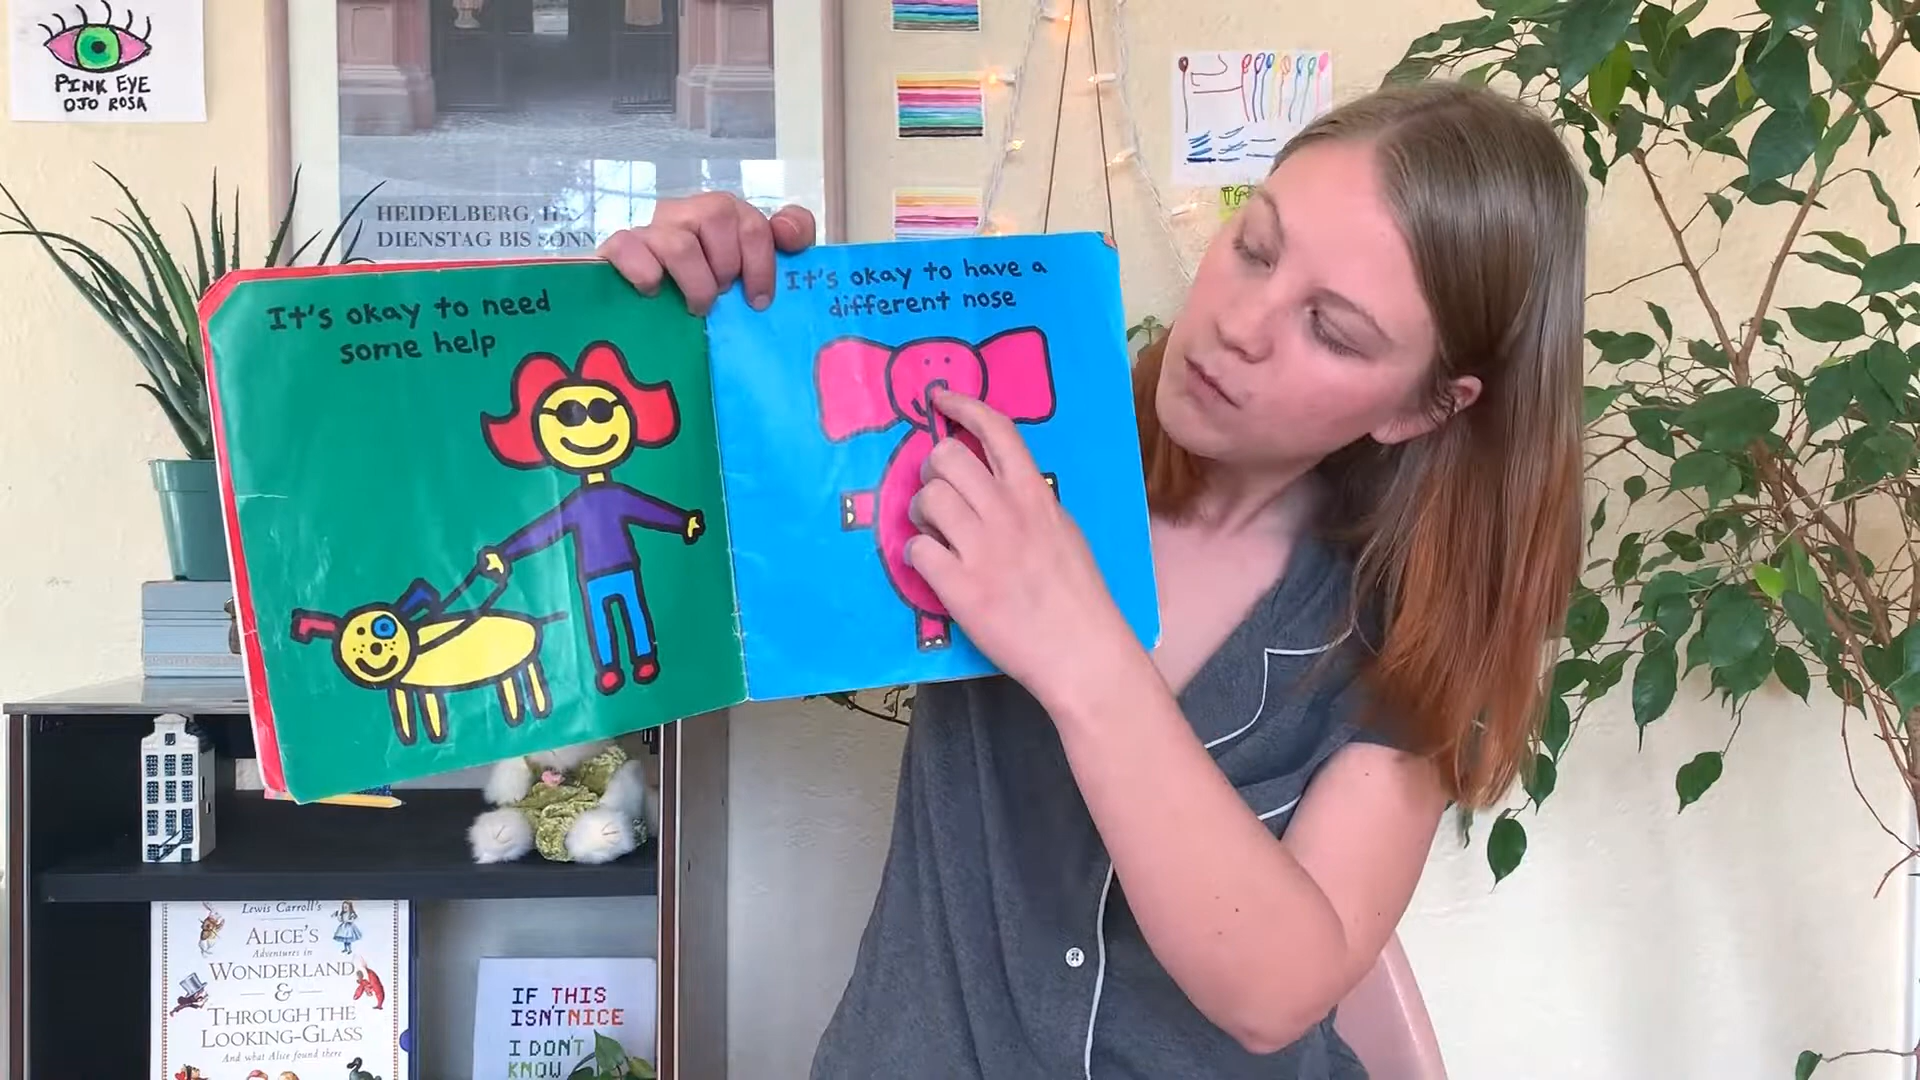 PINK EYE
OJO ROSA
HEIDELBERG,
DIENSTAG BIS SONN
It's okay to need
some help
It's okay to have a
different nose
Lewis Carroll's
ALICE'S
Adventures in
WONDERLAND
&
THROUGH THE
LOOKING-GLASS
And what Alice found there
IF THIS
ISN'T NICE
I DON'T
KNOW